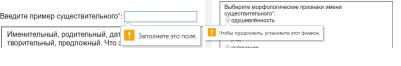 Введите пример существительного*:
Заполните это поле.
Именительный, родительный, дат
творительный, предложный. Что з
Выберите морфологические признаки имени
существительного*:
одушевлённость
Чтобы продолжить, установите этот флажок.